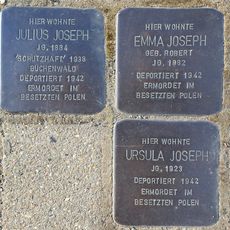 HIER WOHNTE
JULIUS JOSEPH
JG. 1884
'SCHUTZHAFT' 1938
BUCHENWALD
DEPORTIERT 1942
ERMORDET IM
BESETZTEN POLEN
HIER WOHNTE
EMMA JOSEPH
GEB. ROBERT
JG. 1882
DEPORTIERT 1942
ERMORDET IM
BESETZTEN POLEN
HIER WOHNTE
URSULA JOSEPH
JG. 1923
DEPORTIERT 1942
ERMORDET IM
BESETZTEN POLEN